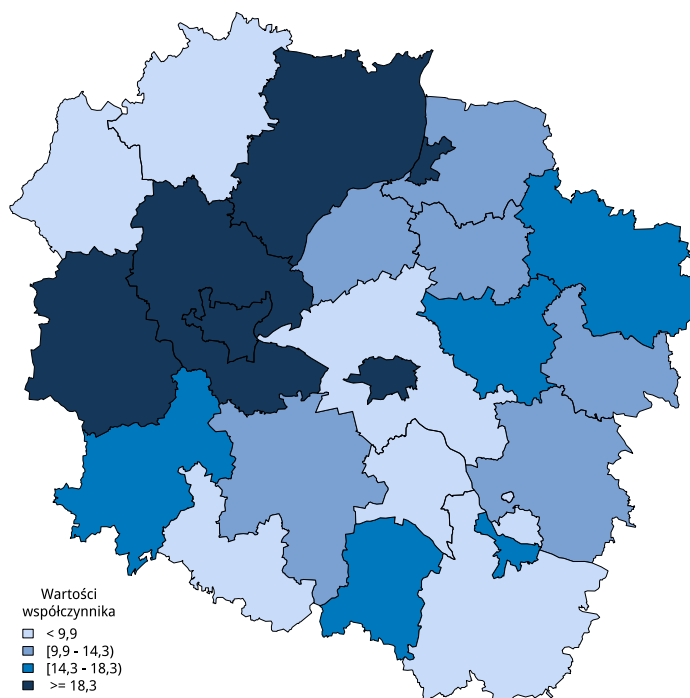 Wartości
współczynnika
< 9,9
[9,9 - 14,3)
[14,3 - 18,3)
>= 18,3